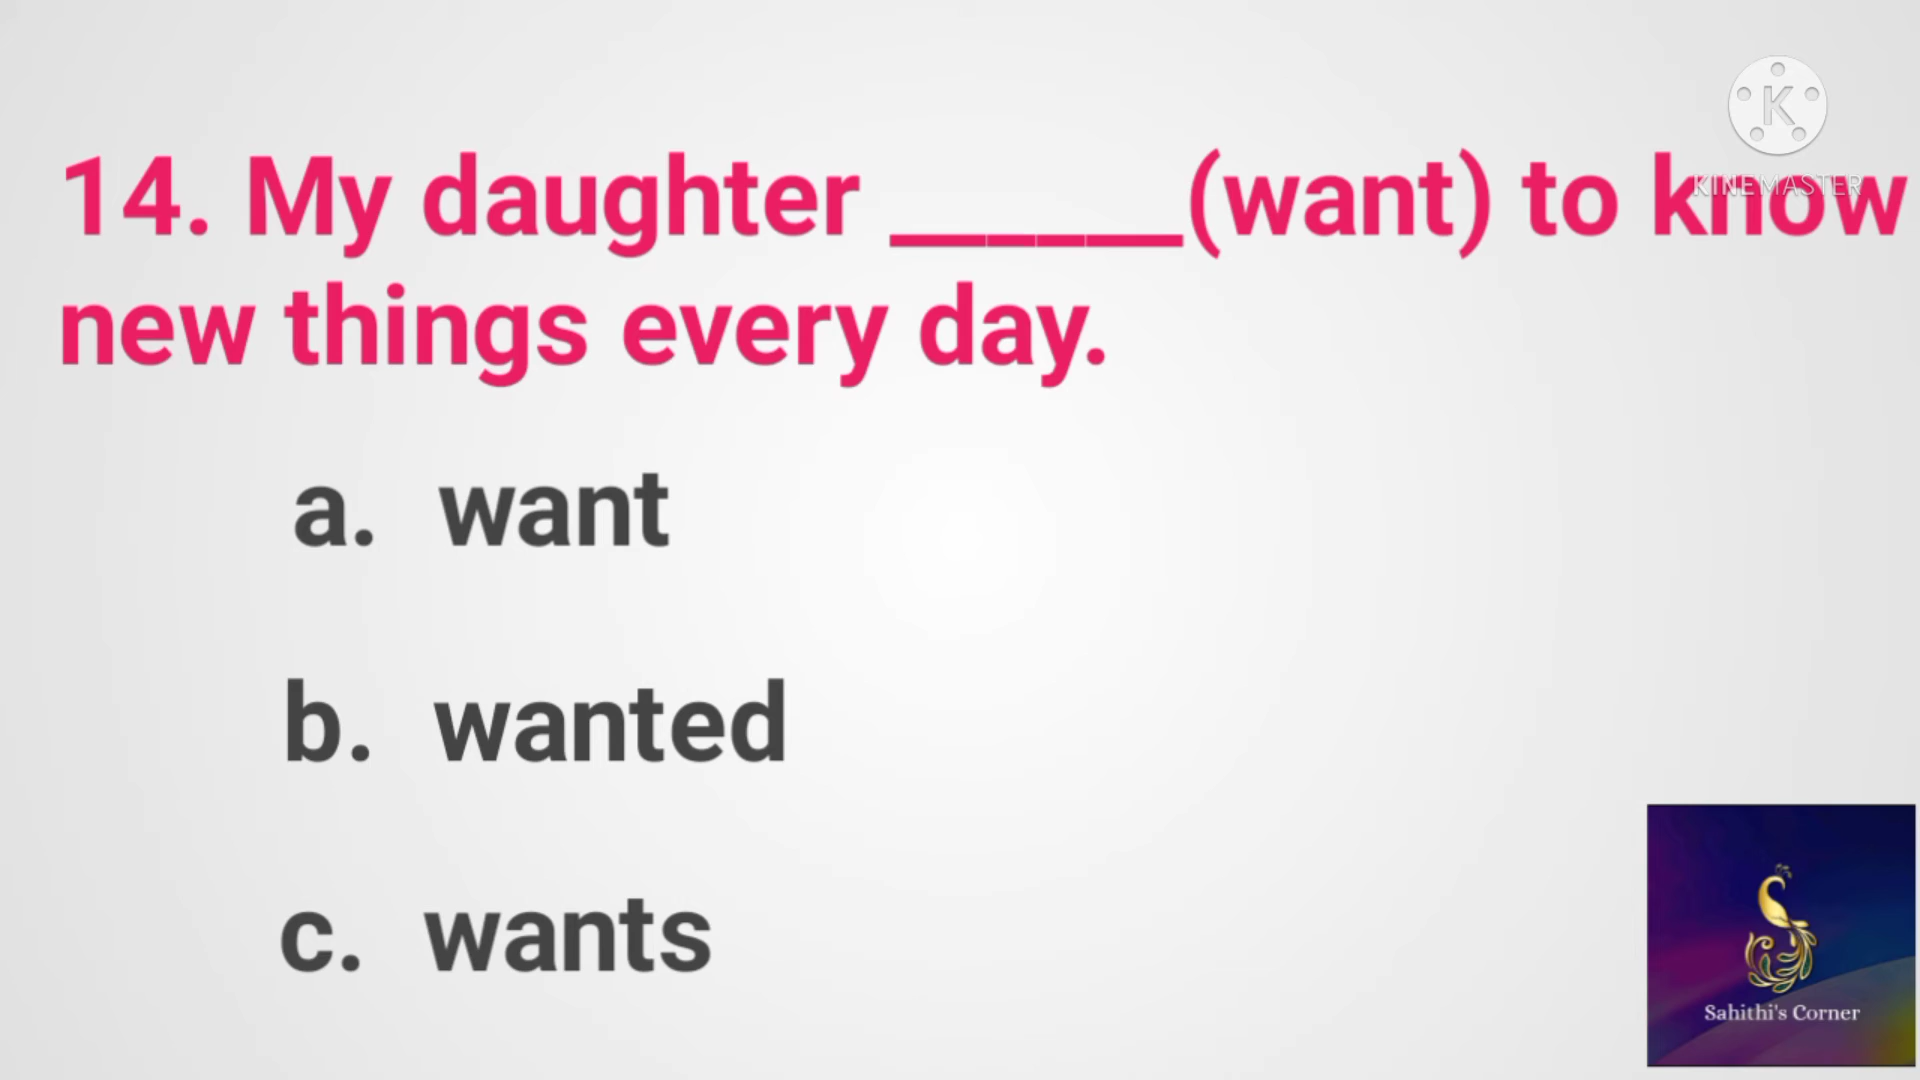 K
KINEMASTER
14. My daughter ______(want) to know
new things every day.
a. want
b. wanted
c. wants
Sahithi's Corner